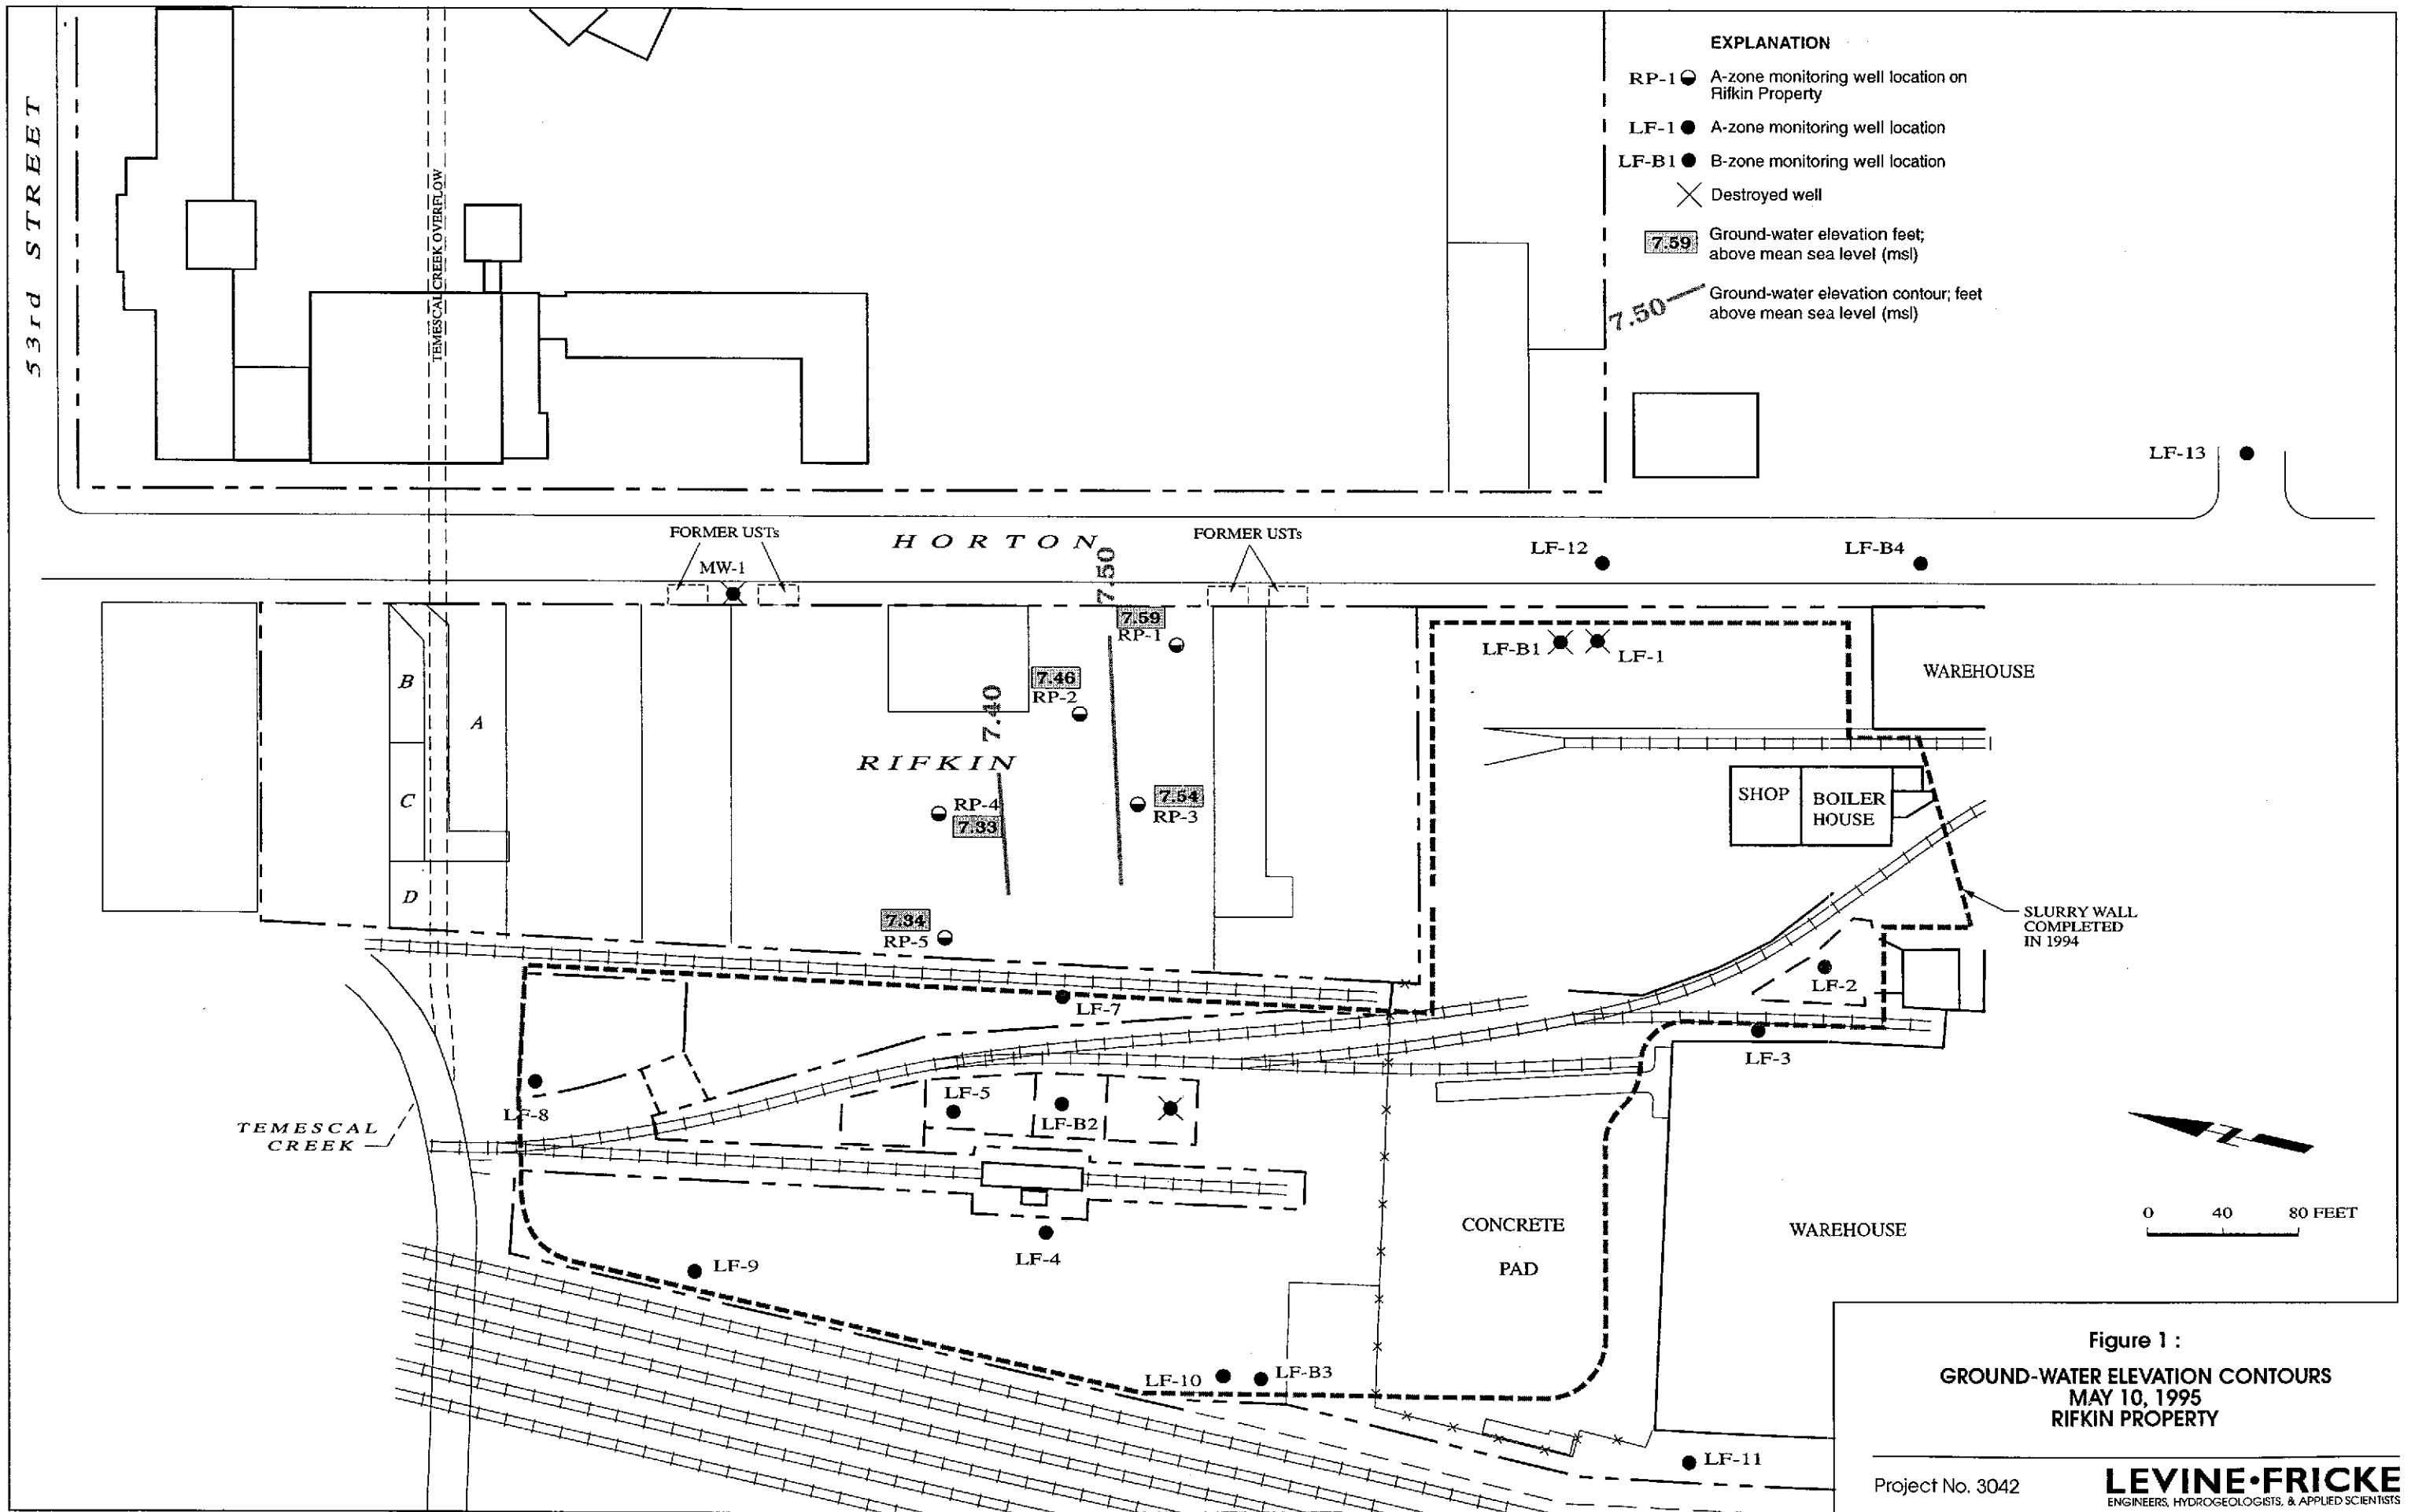 EXPLANATION
RP-1 A-zone monitoring well location on
Rifkin Property
LF-1 A-zone monitoring well location
LF-B1 B-zone monitoring well location
Destroyed well
7.59 Ground-water elevation feet;
above mean sea level (msl)
7.50 Ground-water elevation contour; feet
above mean sea level (msl)
53rd STREET
TEMESCAL CREEK OVERFLOW
LF-13
FORMER USTs
HORTON
FORMER USTs
LF-12
LF-B4
MW-1
7.50
7.59
RP-1
LF-B1
LF-1
WAREHOUSE
B
A
7.46
RP-2
7.40
RIFKIN
C
RP-4
7.33
7.54
RP-3
SHOP
BOILER
HOUSE
D
7.34
RP-5
SLURRY WALL
COMPLETED
IN 1994
LF-7
LF-2
LF-3
LF-8
LF-5
LF-B2
TEMESCAL
CREEK
0 40 80 FEET
CONCRETE
PAD
WAREHOUSE
LF-9
LF-4
LF-10
LF-B3
LF-11
Figure 1 :
GROUND-WATER ELEVATION CONTOURS
MAY 10, 1995
RIFKIN PROPERTY
Project No. 3042
LEVINE•FRICKE
ENGINEERS, HYDROGEOLOGISTS, & APPLIED SCIENTISTS